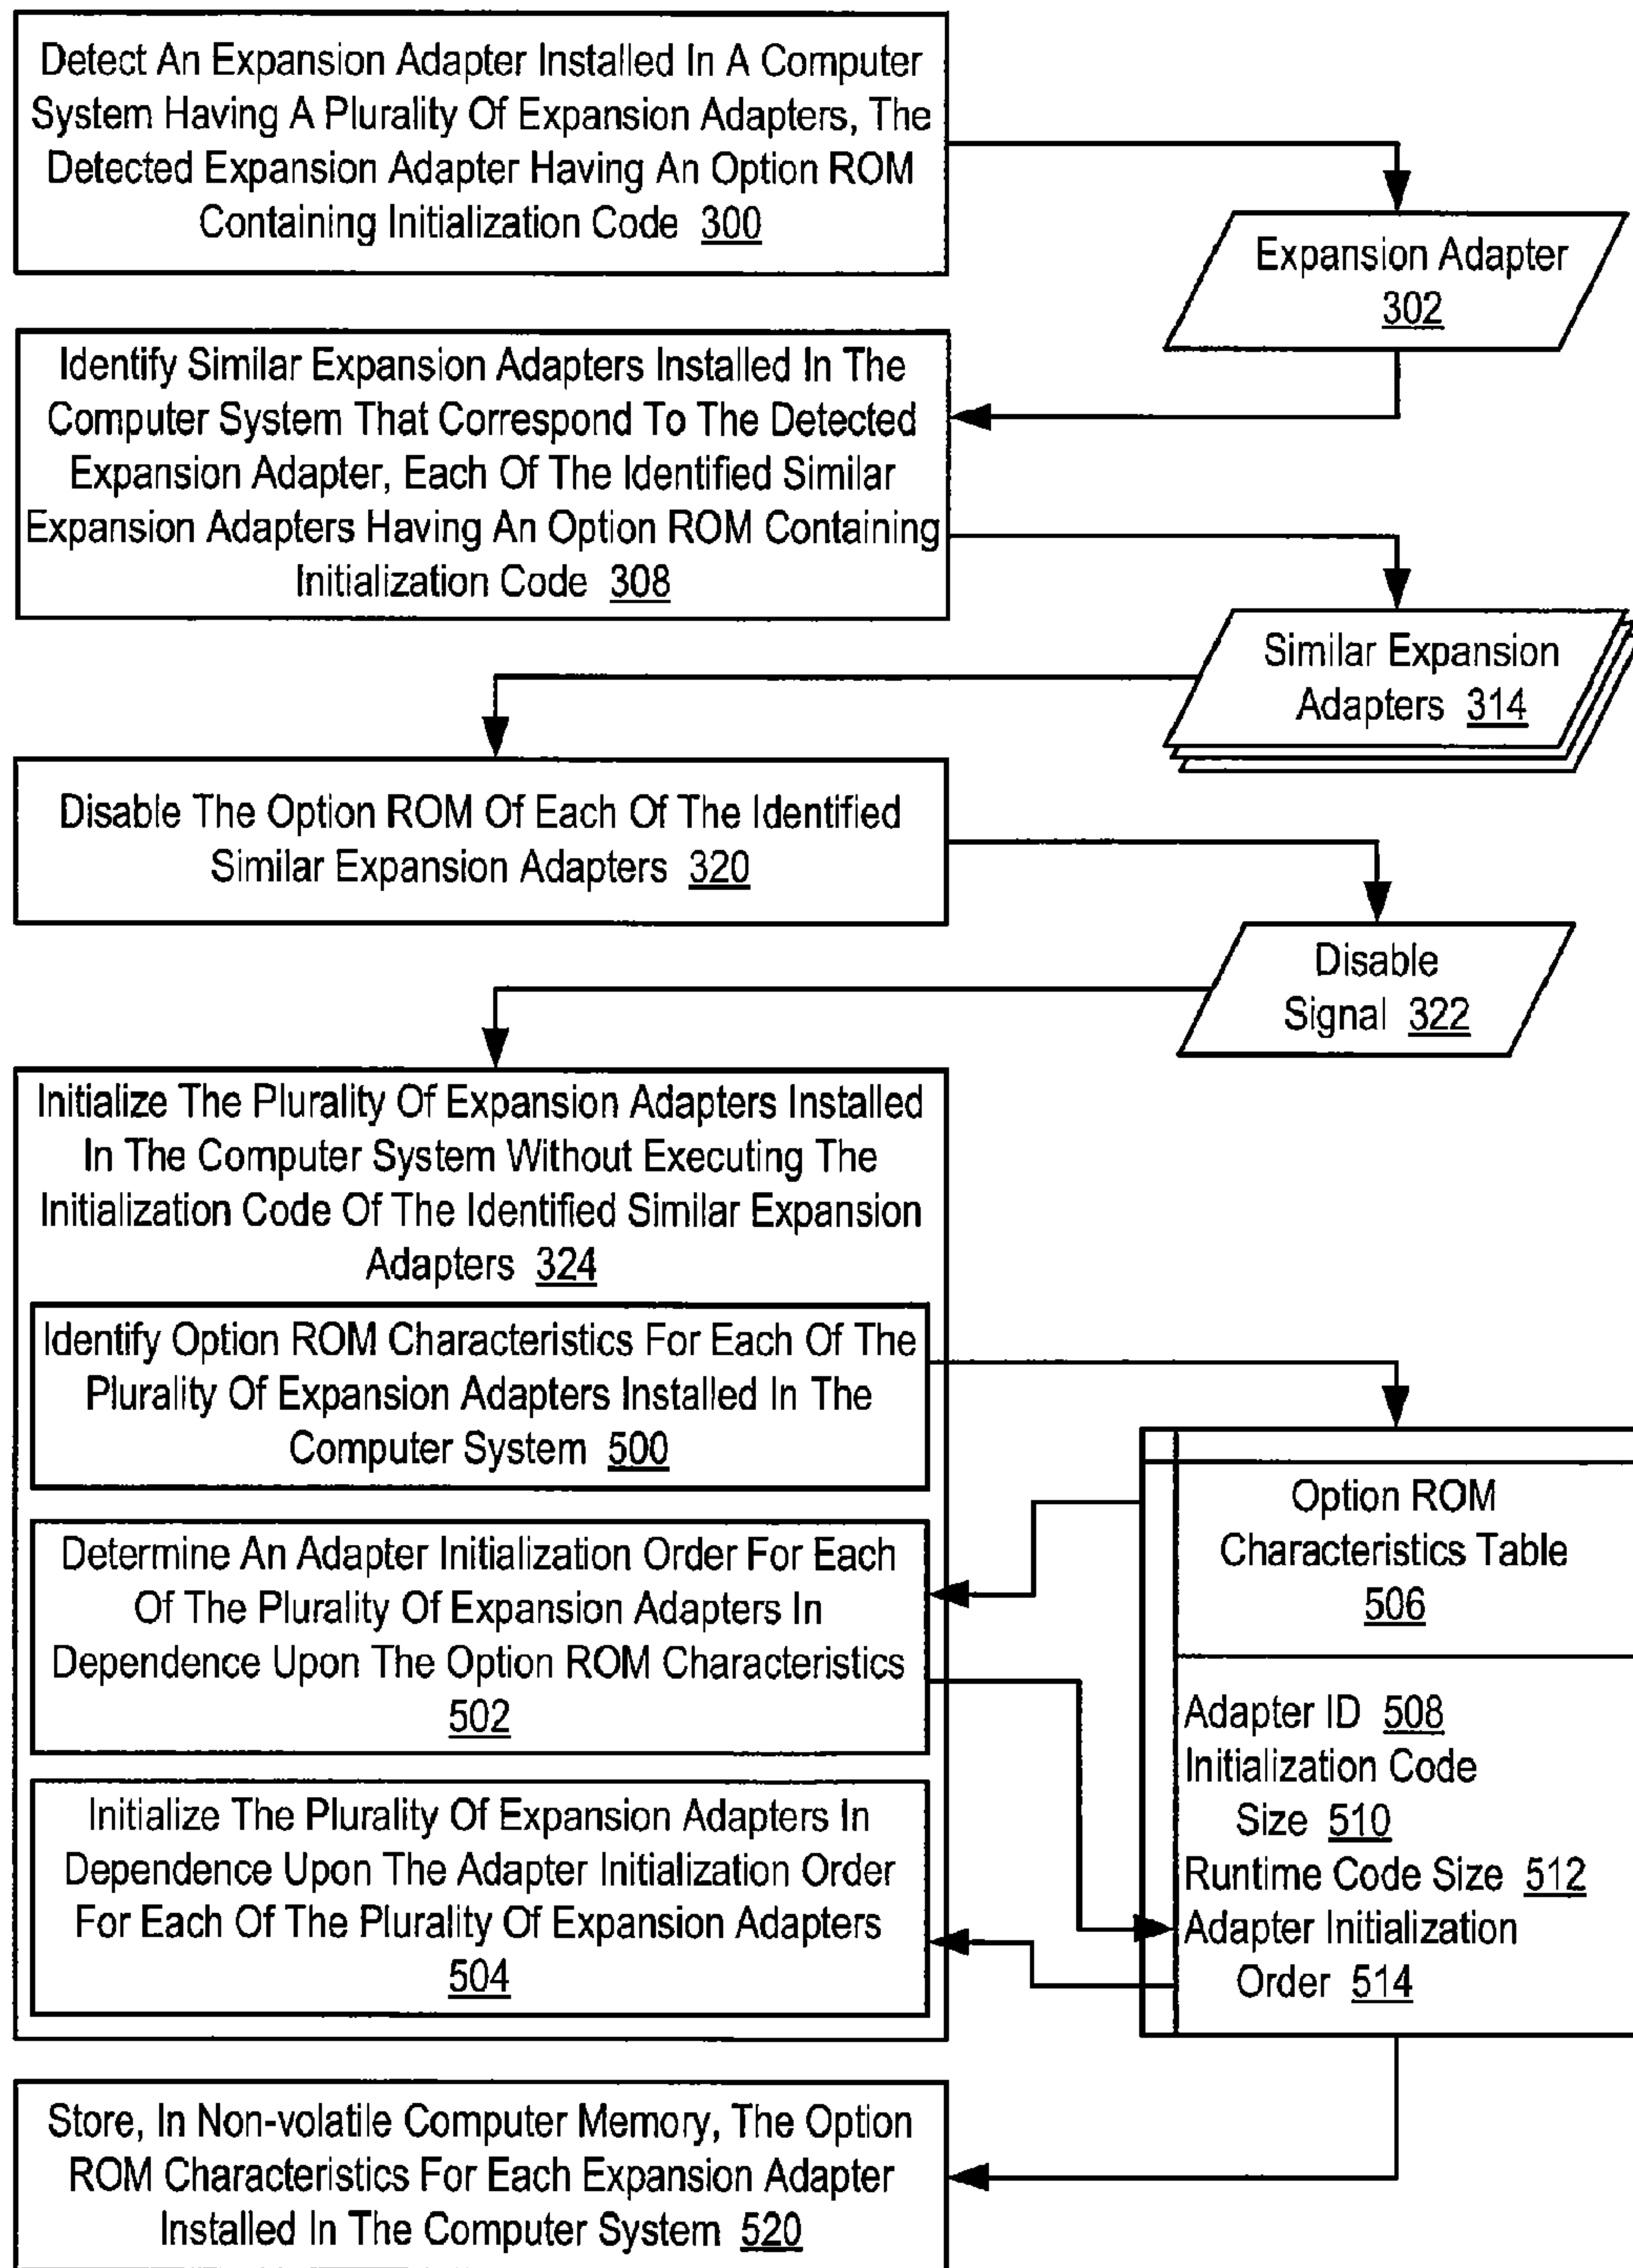 Detect An Expansion Adapter Installed In A Computer
System Having A Plurality Of Expansion Adapters, The
Detected Expansion Adapter Having An Option ROM
Containing Initialization Code 300
Expansion Adapter
302
Identify Similar Expansion Adapters Installed In The
Computer System That Correspond To The Detected
Expansion Adapter, Each Of The Identified Similar
Expansion Adapters Having An Option ROM Containing
Initialization Code 308
Similar Expansion
Adapters 314
Disable The Option ROM Of Each Of The Identified
Similar Expansion Adapters 320
Disable
Signal 322
Initialize The Plurality Of Expansion Adapters Installed
In The Computer System Without Executing The
Initialization Code Of The Identified Similar Expansion
Adapters 324
Identify Option ROM Characteristics For Each Of The
Plurality Of Expansion Adapters Installed In The
Computer System 500
Determine An Adapter Initialization Order For Each
Of The Plurality Of Expansion Adapters In
Dependence Upon The Option ROM Characteristics
502
Initialize The Plurality Of Expansion Adapters In
Dependence Upon The Adapter Initialization Order
For Each Of The Plurality Of Expansion Adapters
504
Option ROM
Characteristics Table
506
Adapter ID 508
Initialization Code
Size 510
Runtime Code Size 512
Adapter Initialization
Order 514
Store, In Non-volatile Computer Memory, The Option
ROM Characteristics For Each Expansion Adapter
Installed In The Computer System 520